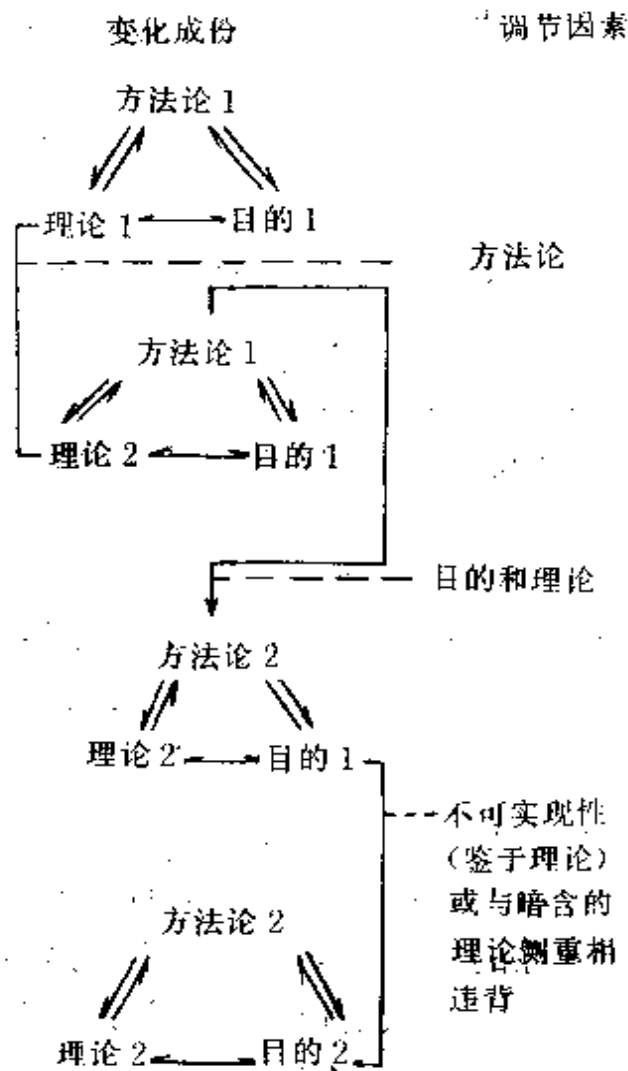 变化成份 调节因素
方法论 1
理论 1 目的 1
方法论
方法论 1
理论 2 目的 1
目的和理论
方法论 2
理论 2 目的 1
不可实现性
(鉴于理论)
或与暗含的
方法论 2
理论侧重相
违背
理论 2 目的 2